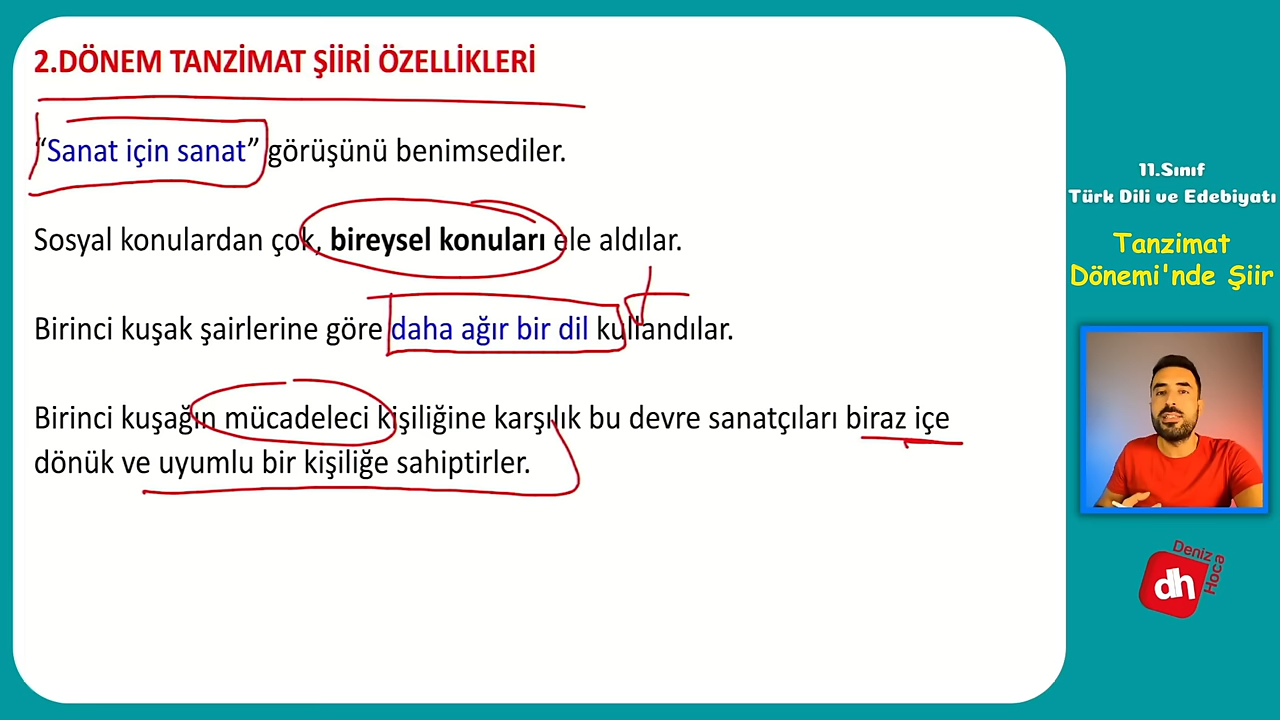 2.DÖNEM TANZİMAT ŞİİRİ ÖZELLİKLERİ
“Sanat için sanat” görüşünü benimsediler.
Sosyal konulardan çok, bireysel konuları ele aldılar.
Birinci kuşak şairlerine göre daha ağır bir dil kullandılar.
Birinci kuşağın mücadeleci kişiliğine karşılık bu devre sanatçıları biraz içe
dönük ve uyumlu bir kişiliğe sahiptirler.
11.Sınıf
Türk Dili ve Edebiyatı
Tanzimat
Dönemi'nde Şiir
Deniz
Hoca
dh